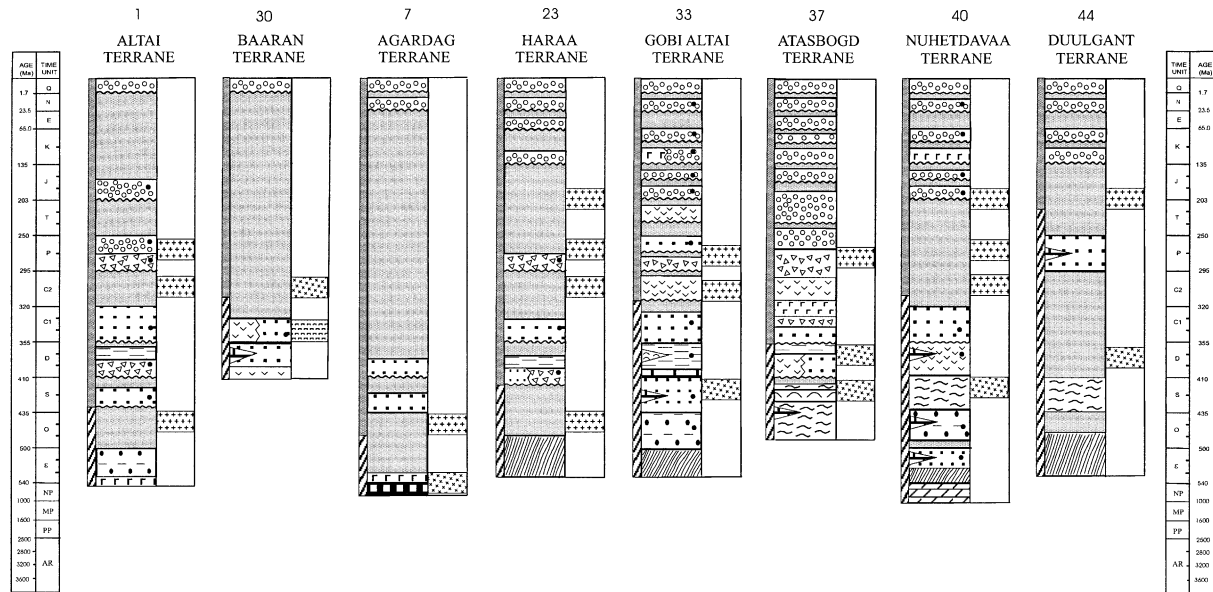 1
ALTAI
TERRANE
30
BAARAN
TERRANE
7
AGARDAG
TERRANE
23
HARAA
TERRANE
33
GOBI ALTAI
TERRANE
37
ATASBOGD
TERRANE
40
NUHETDAVAA
TERRANE
44
DUULGANT
TERRANE
AGE (Ma) TIME UNIT
Q
1.7
N
23.5
E
65.0
K
135
J
203
T
250
P
295
C2
320
C1
355
D
410
S
435
O
500
Є
540
NP
1000
MP
1600
PP
2500
2800
AR
3200
3600
TIME UNIT AGE (Ma)
Q
1.7
N
23.5
E
65.0
K
135
J
203
T
250
P
295
C2
320
C1
355
D
410
S
435
O
500
Є
540
NP
1000
MP
1600
PP
2500
2800
AR
3200
3600